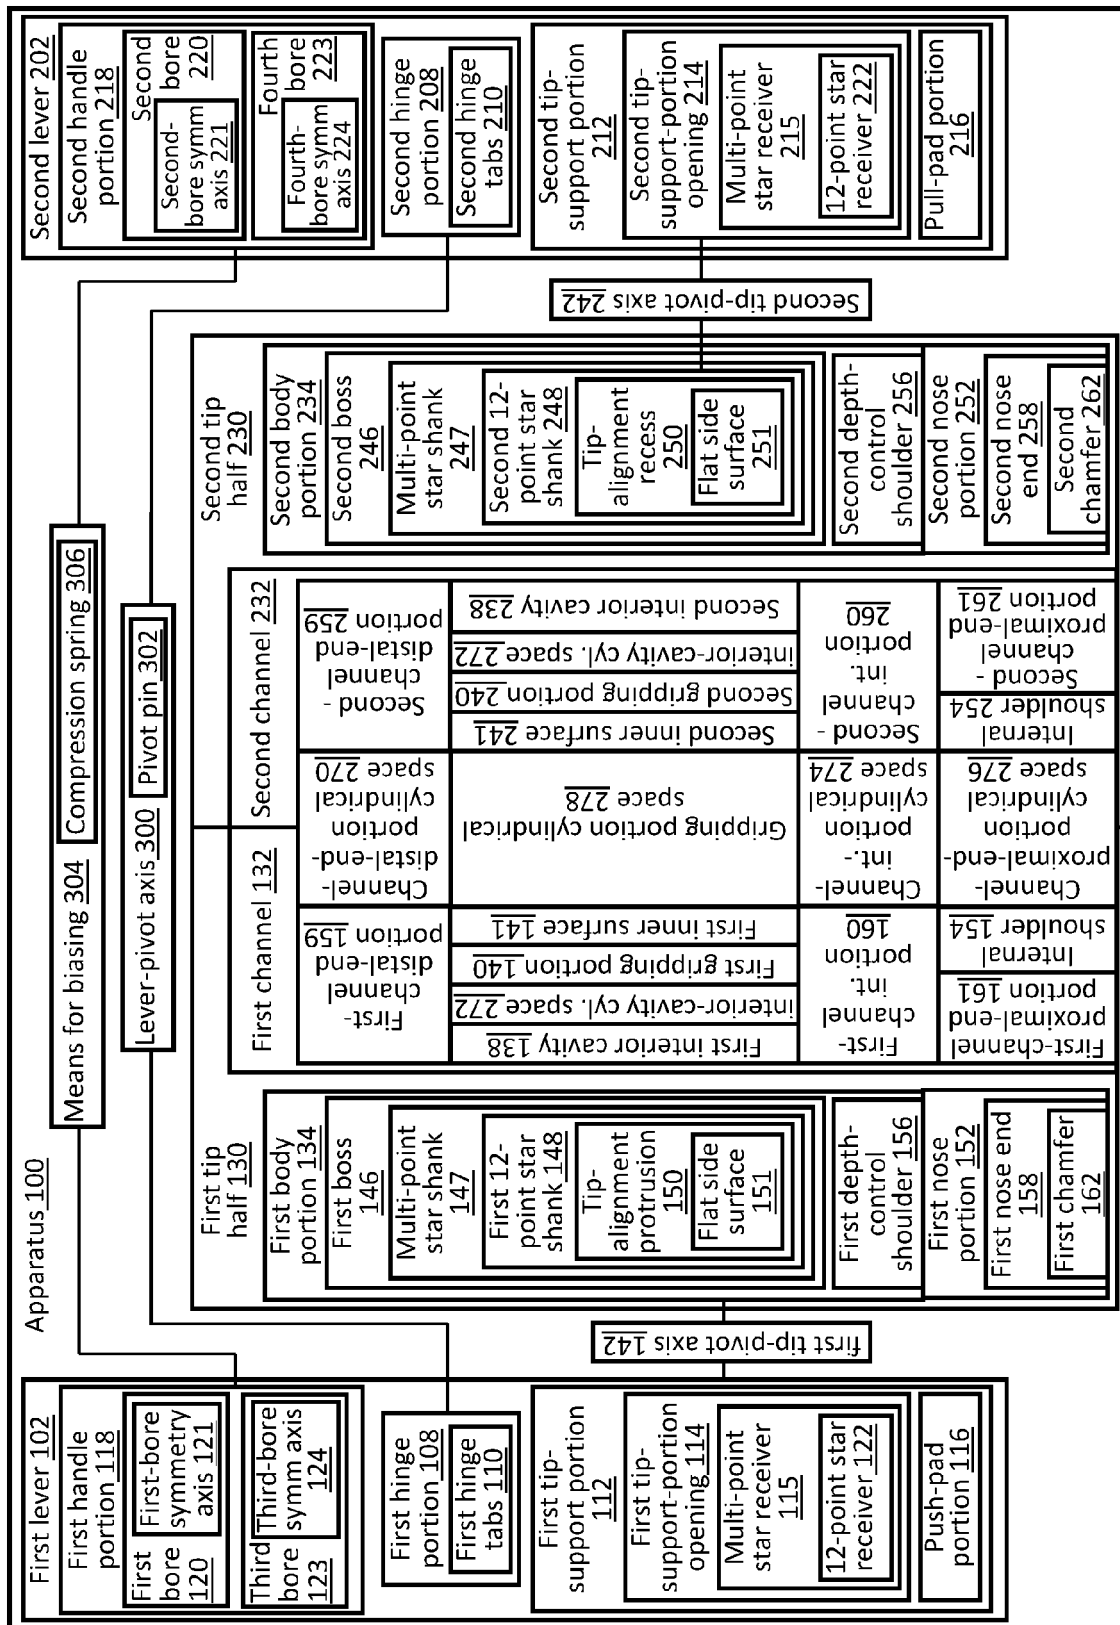 Apparatus 100
First lever 102
First handle
portion 118
First
bore
120
First-bore
symmetry
axis 121
Third
bore
123
Third-bore
symm axis
124
First hinge
portion 108
First hinge
tabs 110
First tip-
support portion
112
First tip-
support-portion
opening 114
Multi-point
star receiver
115
12-point star
receiver 122
Push-pad
portion 116
Means for biasing 304
Compression spring 306
Lever-pivot axis 300
Pivot pin 302
first tip-pivot axis 142
First tip
half 130
First body
portion 134
First boss
146
Multi-point
star shank
147
First 12-
point star
shank 148
Tip-
alignment
protrusion
150
Flat side
surface
151
First depth-
control
shoulder 156
First nose
portion 152
First nose end
158
First chamfer
162
First channel 132
Second channel 232
First-
channel
distal-end
portion 159
Channel-
distal-end-
portion
cylindrical
space 270
Second -
channel
distal-end
portion 259
First interior cavity 138
interior-cavity cyl. space 272
First gripping portion 140
First inner surface 141
Gripping portion cylindrical
space 278
Second inner surface 241
Second gripping portion 240
interior-cavity cyl. space 272
Second interior cavity 238
First-
channel
int.
portion
160
Channel-
int.-
portion
cylindrical
space 274
Second -
channel
int.
portion
260
First-channel
proximal-end
portion 161
Internal
shoulder 154
Channel-
proximal-end-
portion
cylindrical
space 276
Internal
shoulder 254
Second -
channel
proximal-end
portion 261
Second tip
half 230
Second body
portion 234
Second boss
246
Multi-point
star shank
247
Second 12-
point star
shank 248
Tip-
alignment
recess
250
Flat side
surface
251
Second depth-
control
shoulder 256
Second nose
portion 252
Second nose
end 258
Second
chamfer 262
Second tip-pivot axis 242
Second lever 202
Second handle
portion 218
Second
bore
220
Second-
bore symm
axis 221
Fourth
bore
223
Fourth-
bore symm
axis 224
Second hinge
portion 208
Second hinge
tabs 210
Second tip-
support portion
212
Second tip-
support-portion
opening 214
Multi-point
star receiver
215
12-point star
receiver 222
Pull-pad portion
216